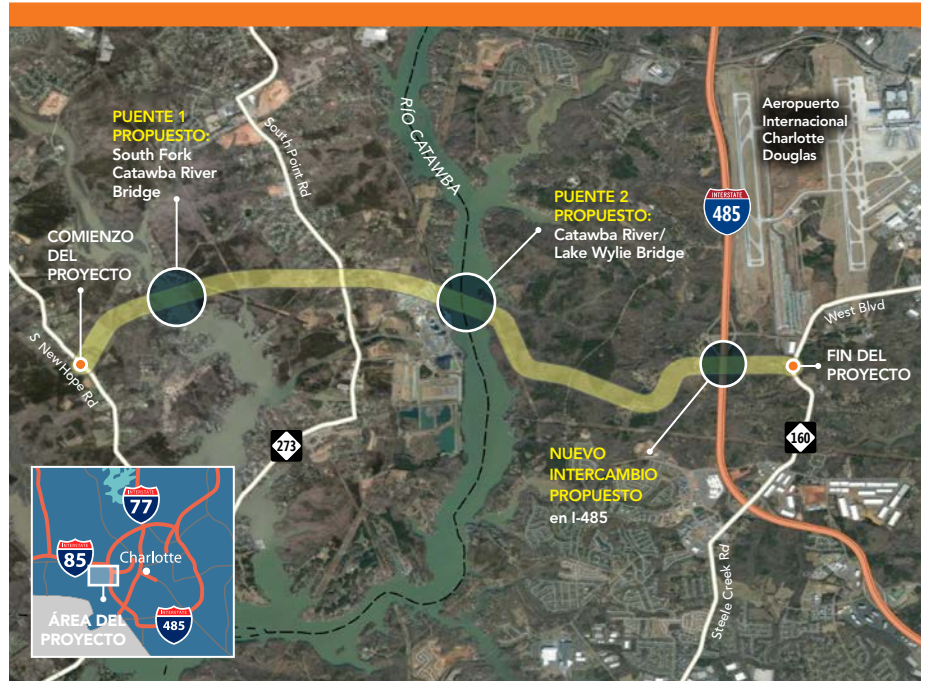 PUENTE 1
PROPUESTO:
South Fork
Catawba River
Bridge
South Point Rd
RÍO CATAWBA
PUENTE 2
PROPUESTO:
Catawba River/
Lake Wylie Bridge
Aeropuerto
Internacional
Charlotte
Douglas
INTERSTATE
485
COMIENZO
DEL
PROYECTO
S New Hope Rd
West Blvd
FIN DEL
PROYECTO
273
160
NUEVO
INTERCAMBIO
PROPUESTO
en I-485
Steele Creek Rd
INTERSTATE
77
INTERSTATE
85
Charlotte
ÁREA DEL
PROYECTO
INTERSTATE
485